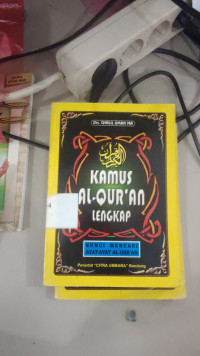 KAMUS
AL-QUR'AN
LENGKAP
KUNCI MENCARI
AYAT-AYAT AL-QUR'AN
Penerbit "CITRA UMBARA" Bandung